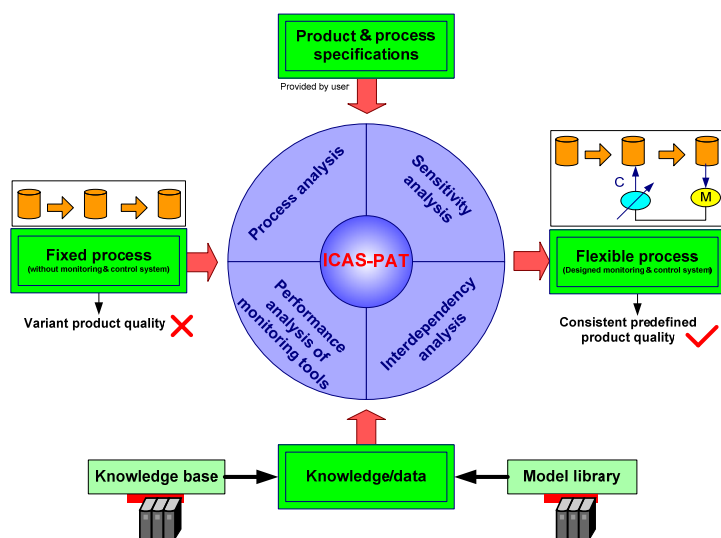 Product & process
specifications
Provided by user
Process analysis
Sensitivity
analysis
C
M
Fixed process
(without monitoring & control system)
ICAS-PAT
Flexible process
(Designed monitoring & control system)
Variant product quality
Performance
analysis of
monitoring tools
Interdependency
analysis
Consistent predefined
product quality
Knowledge base
Knowledge/data
Model library